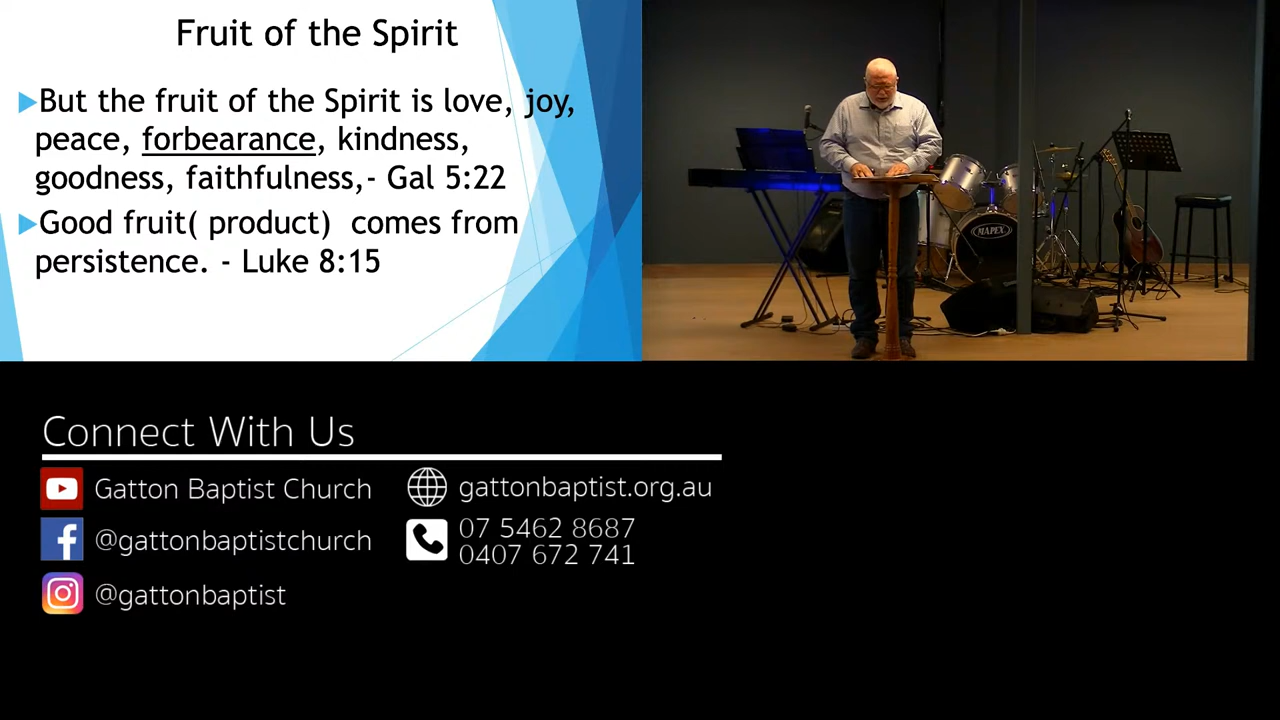 Fruit of the Spirit
But the fruit of the Spirit is love, joy,
peace, forbearance, kindness,
goodness, faithfulness,- Gal 5:22
Good fruit( product)  comes from
persistence. - Luke 8:15
MAPEX
Connect With Us
Gatton Baptist Church
@gattonbaptistchurch
@gattonbaptist
gattonbaptist.org.au
07 5462 8687
0407 672 741